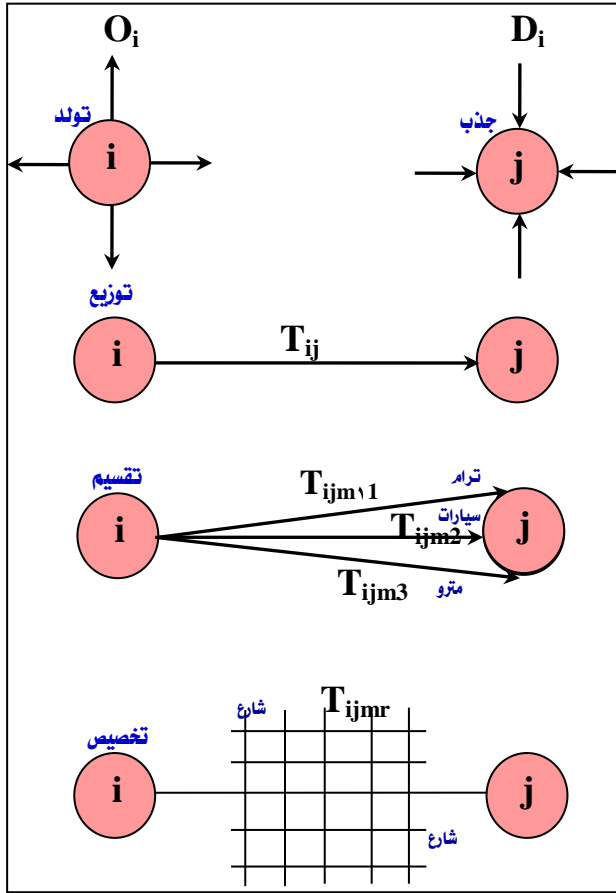 Oi Di
تولد جذب
i j
توزيع
i Tij j
تقسيم ترام
Tijm١1
سيارات
i Tijm2 j
Tijm3 مترو
Tijmr
شارع
تخصيص
i j
شارع